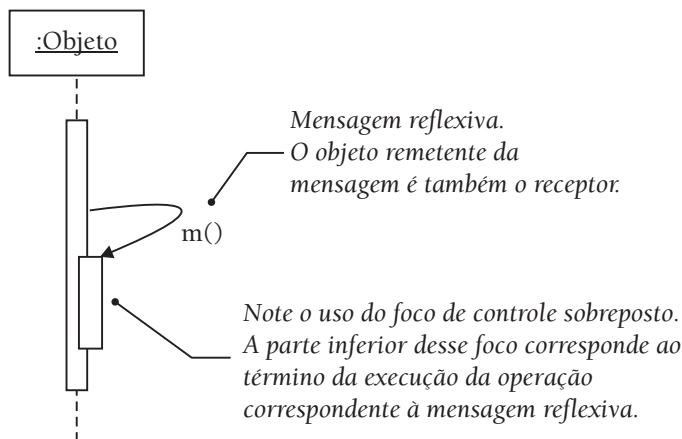 :Objeto
Mensagem reflexiva.
O objeto remetente da
mensagem é também o receptor.
m()
Note o uso do foco de controle sobreposto.
A parte inferior desse foco corresponde ao
término da execução da operação
correspondente à mensagem reflexiva.